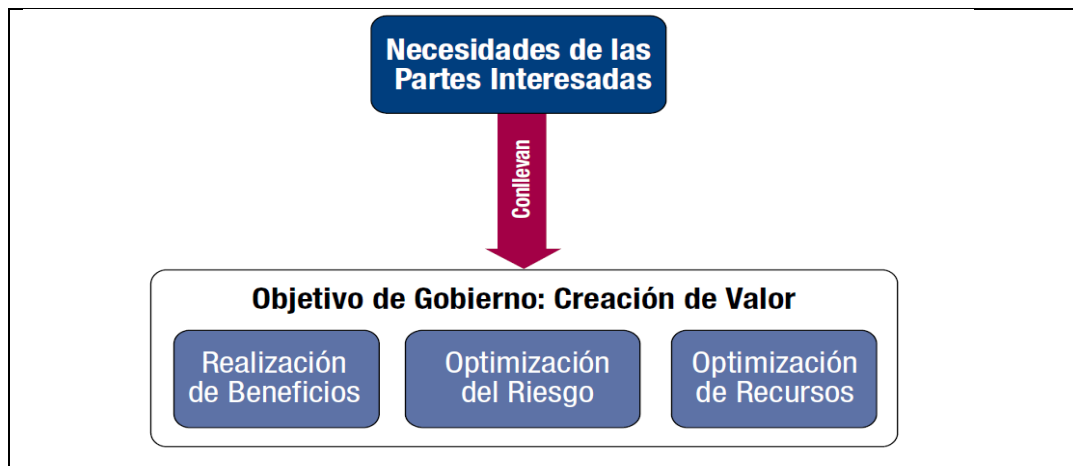 Necesidades de las
Partes Interesadas
Conllevan
Objetivo de Gobierno: Creación de Valor
Realización
de Beneficios
Optimización
del Riesgo
Optimización
de Recursos